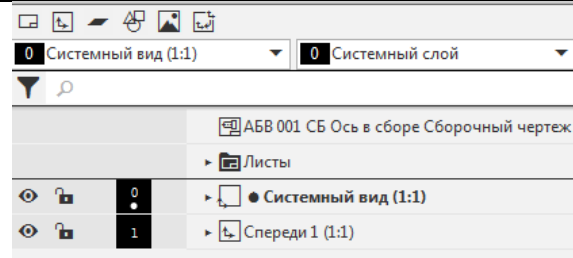 0 Системный вид (1:1) 0 Системный слой
АБВ 001 СБ Ось в сборе Сборочный чертеж
Листы
0 Системный вид (1:1)
1 Спереди 1 (1:1)